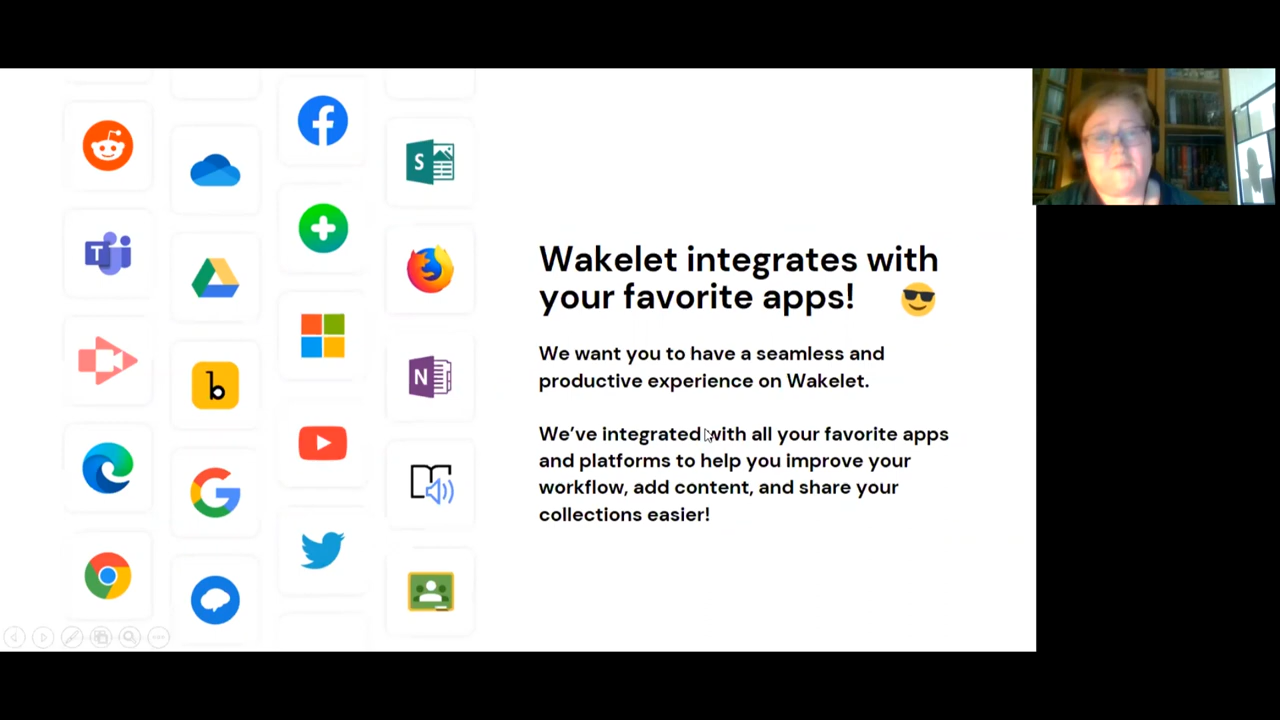 Wakelet integrates with
your favorite apps!
We want you to have a seamless and
productive experience on Wakelet.
We’ve integrated with all your favorite apps
and platforms to help you improve your
workflow, add content, and share your
collections easier!
S
T
N
b